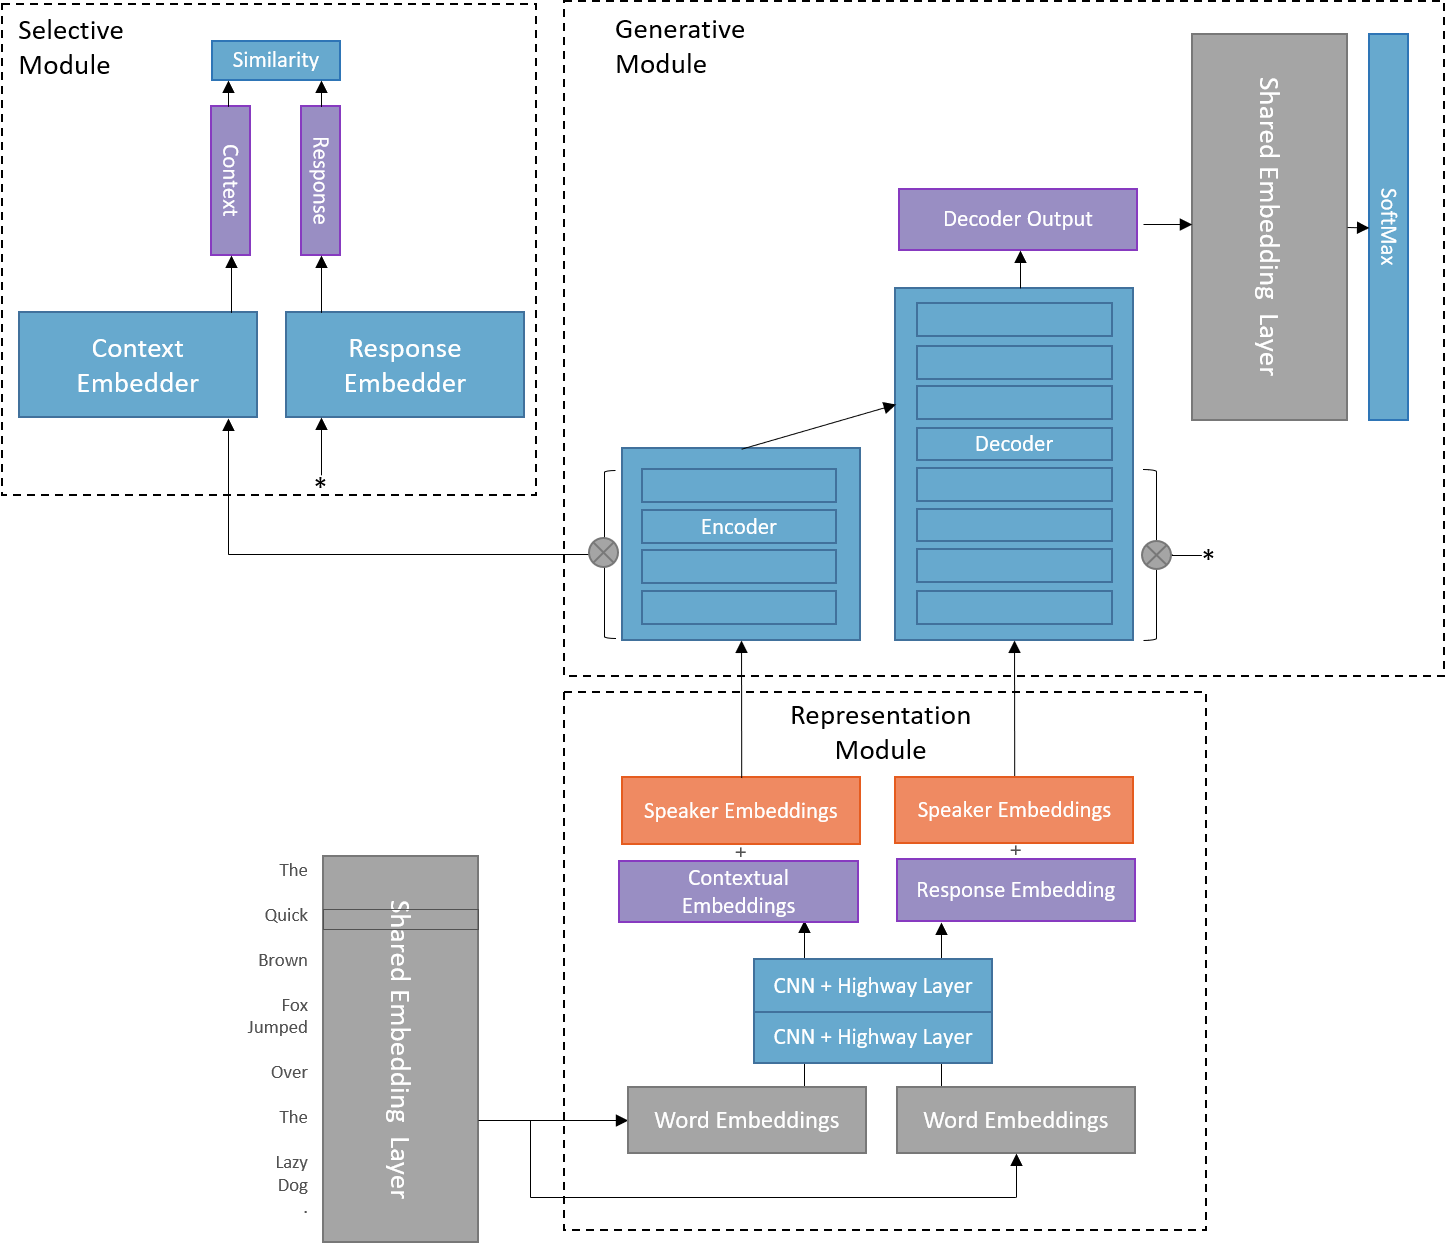 Selective
Module
Similarity
Context
Response
Context
Embedder
Response
Embedder
*
Generative
Module
Shared Embedding Layer
SoftMax
Decoder Output
Decoder
Encoder
*
Representation
Module
Speaker Embeddings
Speaker Embeddings
+
+
Contextual
Embeddings
Response Embedding
CNN + Highway Layer
CNN + Highway Layer
Word Embeddings
Word Embeddings
The
Quick
Brown
Fox
Jumped
Over
The
Lazy
Dog
.
Shared Embedding Layer